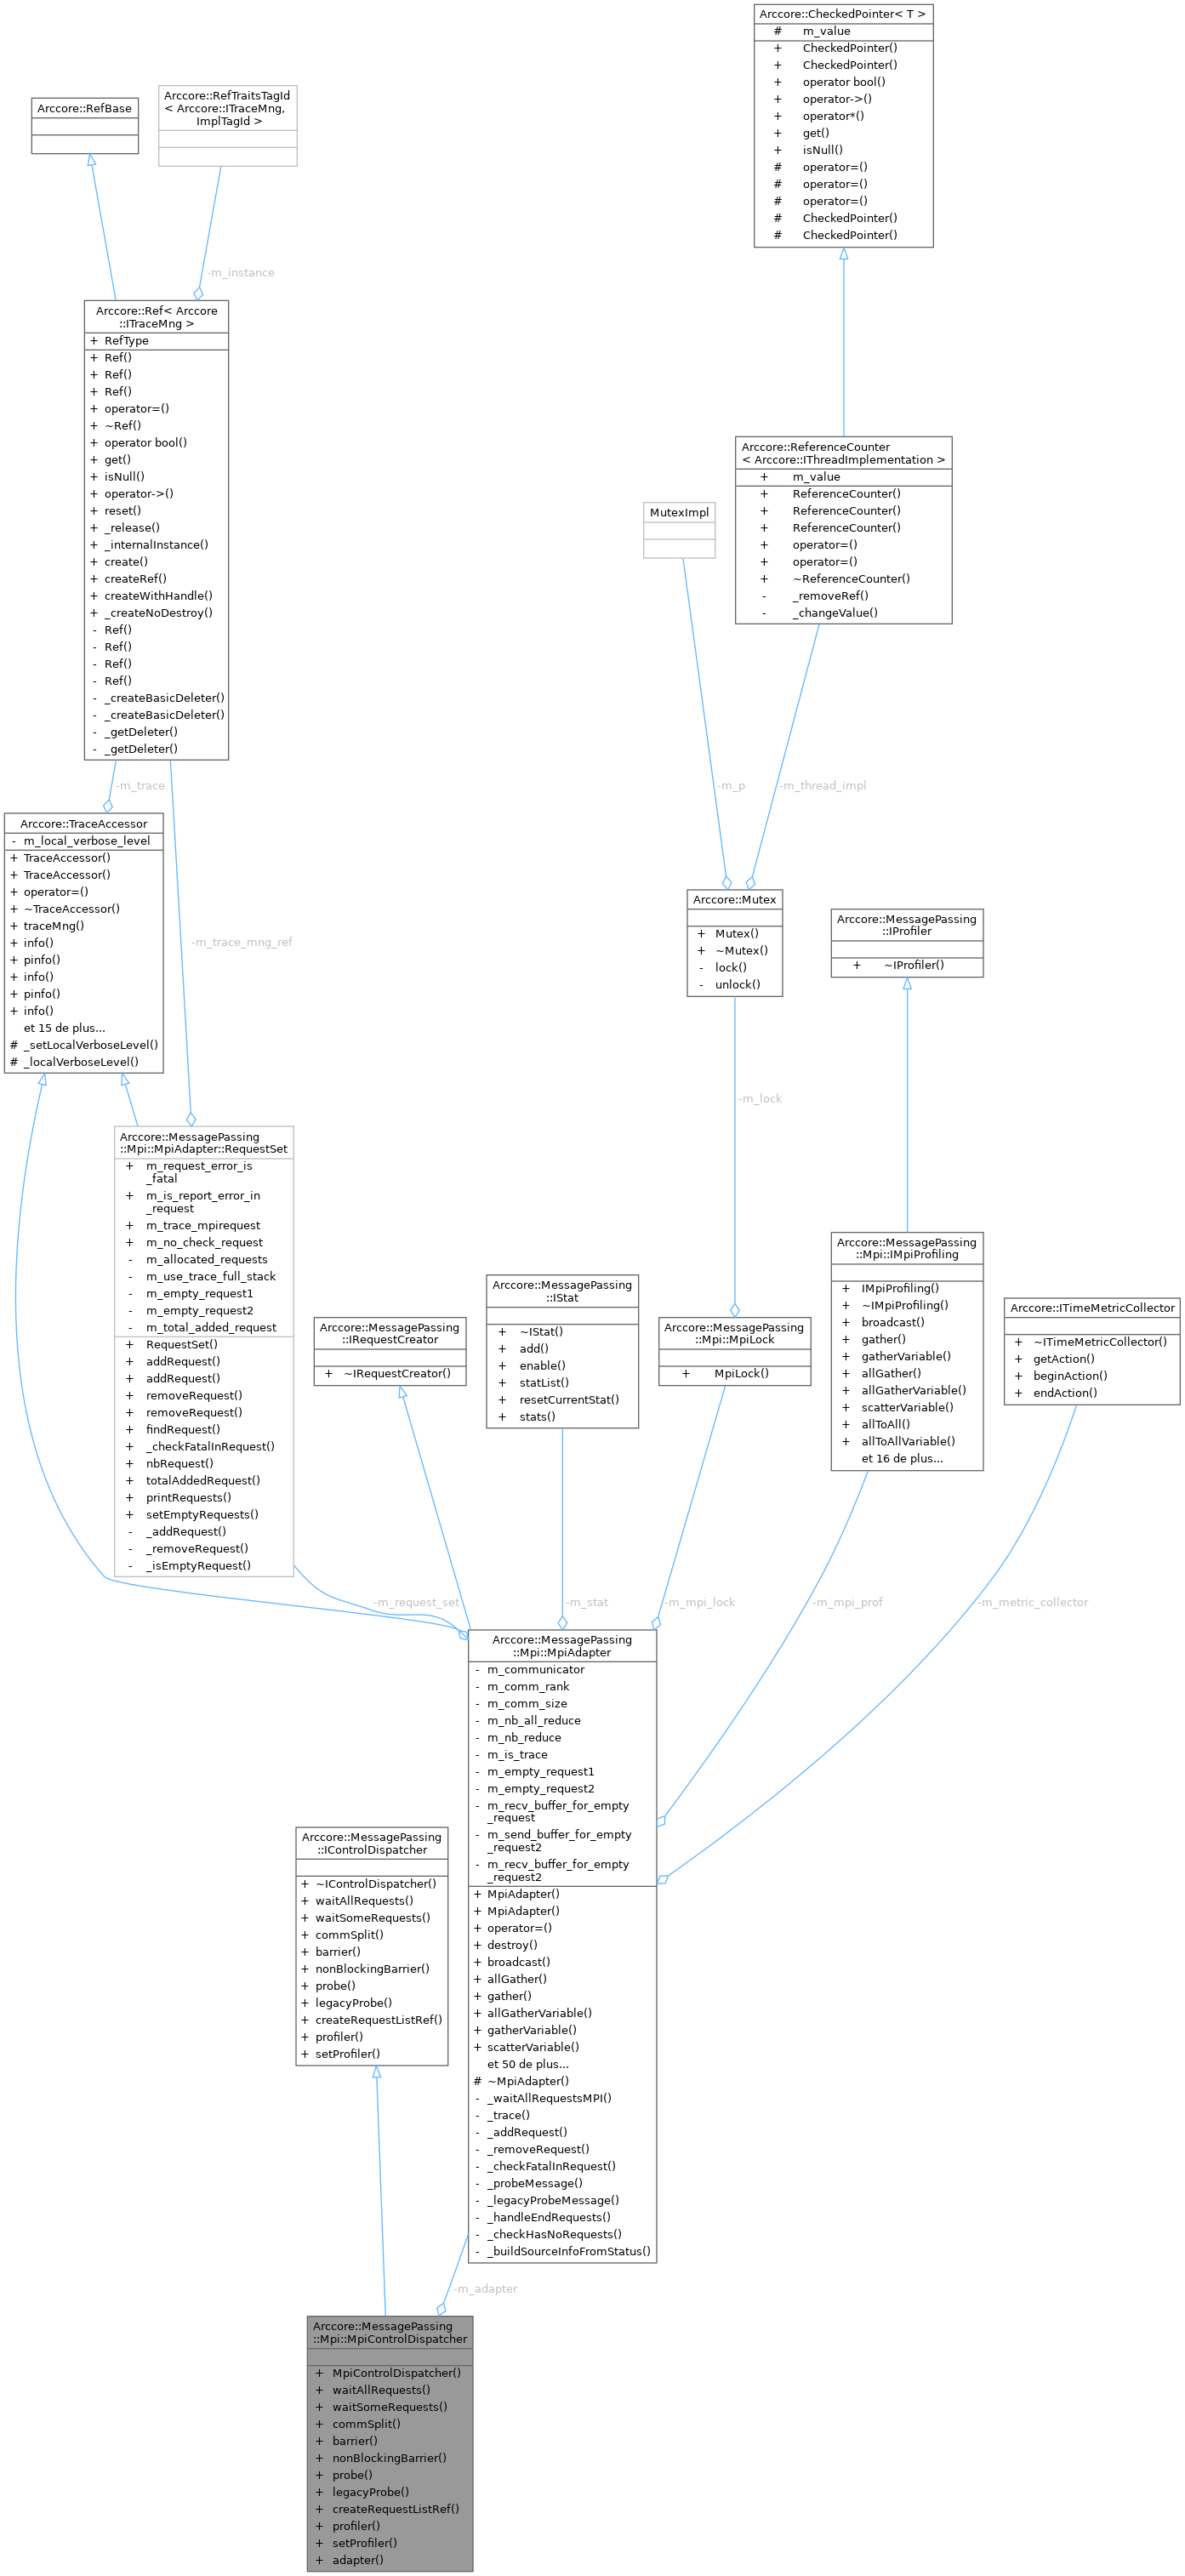 Arccore::CheckedPointer< T >
# m_value
+ CheckedPointer()
+ CheckedPointer()
+ operator bool()
+ operator->()
+ operator*()
+ get()
+ isNull()
# operator=()
# operator=()
# operator=()
# CheckedPointer()
# CheckedPointer()
Arccore::RefBase
Arccore::RefTraitsTagId
< Arccore::ITraceMng,
ImplTagId >
-m_instance
Arccore::Ref< Arccore
::ITraceMng >
+ RefType
+ Ref()
+ Ref()
+ Ref()
+ operator=()
+ ~Ref()
+ operator bool()
+ get()
+ isNull()
+ operator->()
+ reset()
+ _release()
+ _internalInstance()
+ create()
+ createRef()
+ createWithHandle()
+ _createNoDestroy()
- Ref()
- Ref()
- Ref()
- Ref()
- _createBasicDeleter()
- _createBasicDeleter()
- _getDeleter()
- _getDeleter()
Arccore::ReferenceCounter
< Arccore::IThreadImplementation >
+ m_value
+ ReferenceCounter()
+ ReferenceCounter()
+ ReferenceCounter()
+ operator=()
+ operator=()
+ ~ReferenceCounter()
- _removeRef()
- _changeValue()
MutexImpl
-m_trace
-m_p
-m_thread_impl
Arccore::TraceAccessor
- m_local_verbose_level
+ TraceAccessor()
+ TraceAccessor()
+ operator=()
+ ~TraceAccessor()
+ traceMng()
+ info()
+ pinfo()
+ info()
+ pinfo()
+ info()
et 15 de plus...
# _setLocalVerboseLevel()
# _localVerboseLevel()
-m_trace_mng_ref
Arccore::Mutex
+ Mutex()
+ ~Mutex()
- lock()
- unlock()
Arccore::MessagePassing
::IProfiler
+ ~IProfiler()
-m_lock
Arccore::MessagePassing
::Mpi::MpiAdapter::RequestSet
+ m_request_error_is
_fatal
+ m_is_report_error_in
_request
+ m_trace_mpirequest
+ m_no_check_request
- m_allocated_requests
- m_use_trace_full_stack
- m_empty_request1
- m_empty_request2
- m_total_added_request
+ RequestSet()
+ addRequest()
+ addRequest()
+ removeRequest()
+ removeRequest()
+ findRequest()
+ _checkFatalInRequest()
+ nbRequest()
+ totalAddedRequest()
+ printRequests()
+ setEmptyRequests()
- _addRequest()
- _removeRequest()
- _isEmptyRequest()
Arccore::MessagePassing
::IRequestCreator
+ ~IRequestCreator()
Arccore::MessagePassing
::IStat
+ ~IStat()
+ add()
+ enable()
+ statList()
+ resetCurrentStat()
+ stats()
Arccore::MessagePassing
::Mpi::MpiLock
+ MpiLock()
Arccore::MessagePassing
::Mpi::IMpiProfiling
+ IMpiProfiling()
+ ~IMpiProfiling()
+ broadcast()
+ gather()
+ gatherVariable()
+ allGather()
+ allGatherVariable()
+ scatterVariable()
+ allToAll()
+ allToAllVariable()
et 16 de plus...
Arccore::ITimeMetricCollector
+ ~ITimeMetricCollector()
+ getAction()
+ beginAction()
+ endAction()
-m_request_set
-m_stat
-m_mpi_lock
-m_mpi_prof
-m_metric_collector
Arccore::MessagePassing
::Mpi::MpiAdapter
- m_communicator
- m_comm_rank
- m_comm_size
- m_nb_all_reduce
- m_nb_reduce
- m_is_trace
- m_empty_request1
- m_empty_request2
- m_recv_buffer_for_empty
_request
- m_send_buffer_for_empty
_request2
- m_recv_buffer_for_empty
_request2
+ MpiAdapter()
+ MpiAdapter()
+ operator=()
+ destroy()
+ broadcast()
+ allGather()
+ gather()
+ allGatherVariable()
+ gatherVariable()
+ scatterVariable()
et 50 de plus...
# ~MpiAdapter()
- _waitAllRequestsMPI()
- _trace()
- _addRequest()
- _removeRequest()
- _checkFatalInRequest()
- _probeMessage()
- _legacyProbeMessage()
- _handleEndRequests()
- _checkHasNoRequests()
- _buildSourceInfoFromStatus()
Arccore::MessagePassing
::IControlDispatcher
+ ~IControlDispatcher()
+ waitAllRequests()
+ waitSomeRequests()
+ commSplit()
+ barrier()
+ nonBlockingBarrier()
+ probe()
+ legacyProbe()
+ createRequestListRef()
+ profiler()
+ setProfiler()
-m_adapter
Arccore::MessagePassing
::Mpi::MpiControlDispatcher
+ MpiControlDispatcher()
+ waitAllRequests()
+ waitSomeRequests()
+ commSplit()
+ barrier()
+ nonBlockingBarrier()
+ probe()
+ legacyProbe()
+ createRequestListRef()
+ profiler()
+ setProfiler()
+ adapter()